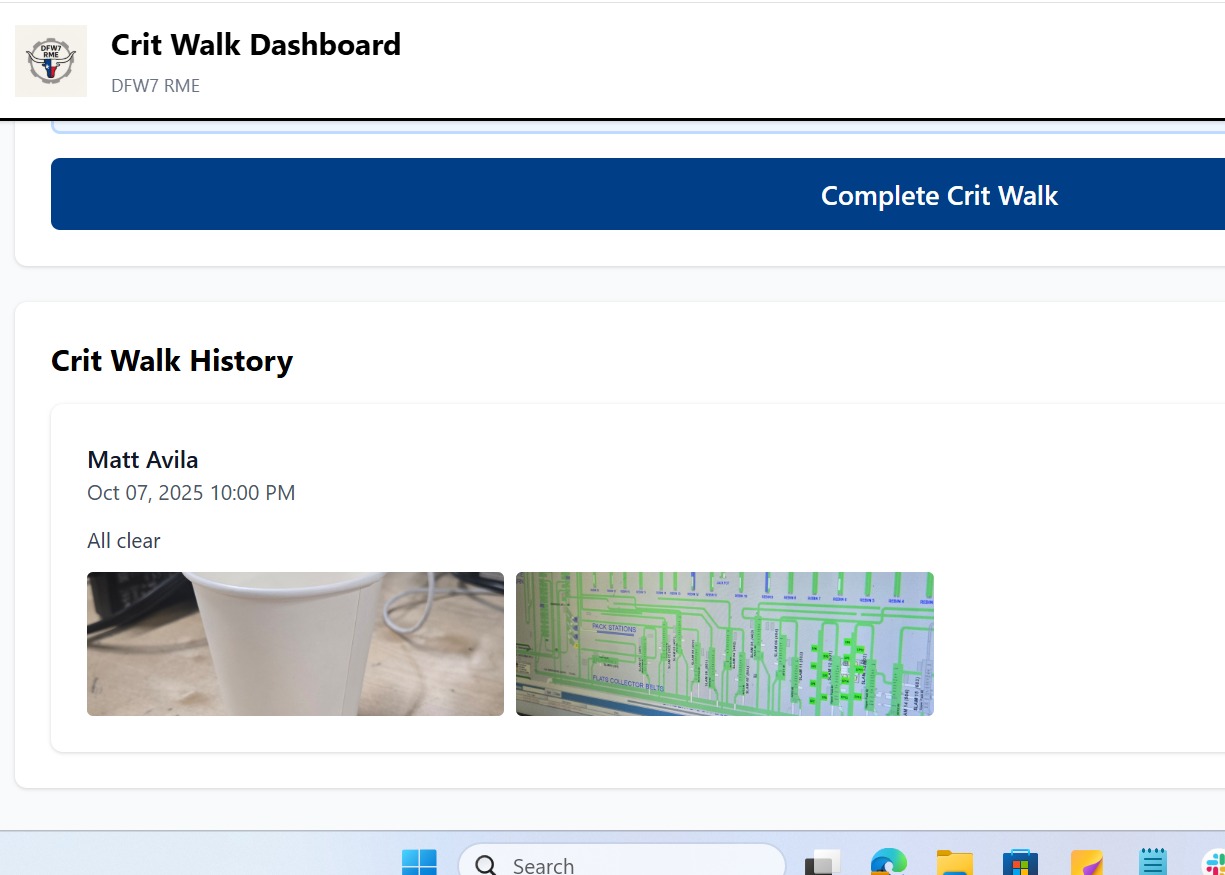 DFW7
RME
Crit Walk Dashboard
DFW7 RME
Complete Crit Walk
Crit Walk History
Matt Avila
Oct 07, 2025 10:00 PM
All clear
PACK STATIONS
FLATS COLLECTOR BELTS
Search